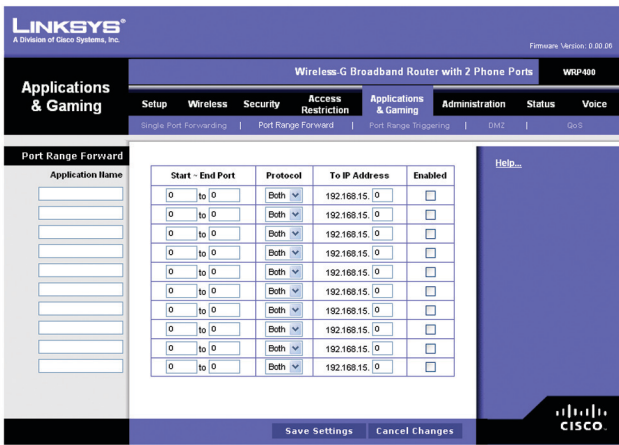 LINKSYS®
A Division of Cisco Systems, Inc.
Firmware Version: 0.00.06
Wireless-G Broadband Router with 2 Phone Ports WRP400
Applications & Gaming
Setup Wireless Security Access Restriction Applications & Gaming Administration Status Voice
Single Port Forwarding | Port Range Forward | Port Range Triggering | DMZ | QoS
Port Range Forward
Application Name
Start ~ End Port Protocol To IP Address Enabled
Help...
0 to 0 Both 192.168.15. 0
0 to 0 Both 192.168.15. 0
0 to 0 Both 192.168.15. 0
0 to 0 Both 192.168.15. 0
0 to 0 Both 192.168.15. 0
0 to 0 Both 192.168.15. 0
0 to 0 Both 192.168.15. 0
0 to 0 Both 192.168.15. 0
0 to 0 Both 192.168.15. 0
0 to 0 Both 192.168.15. 0
Save Settings Cancel Changes
CISCO.